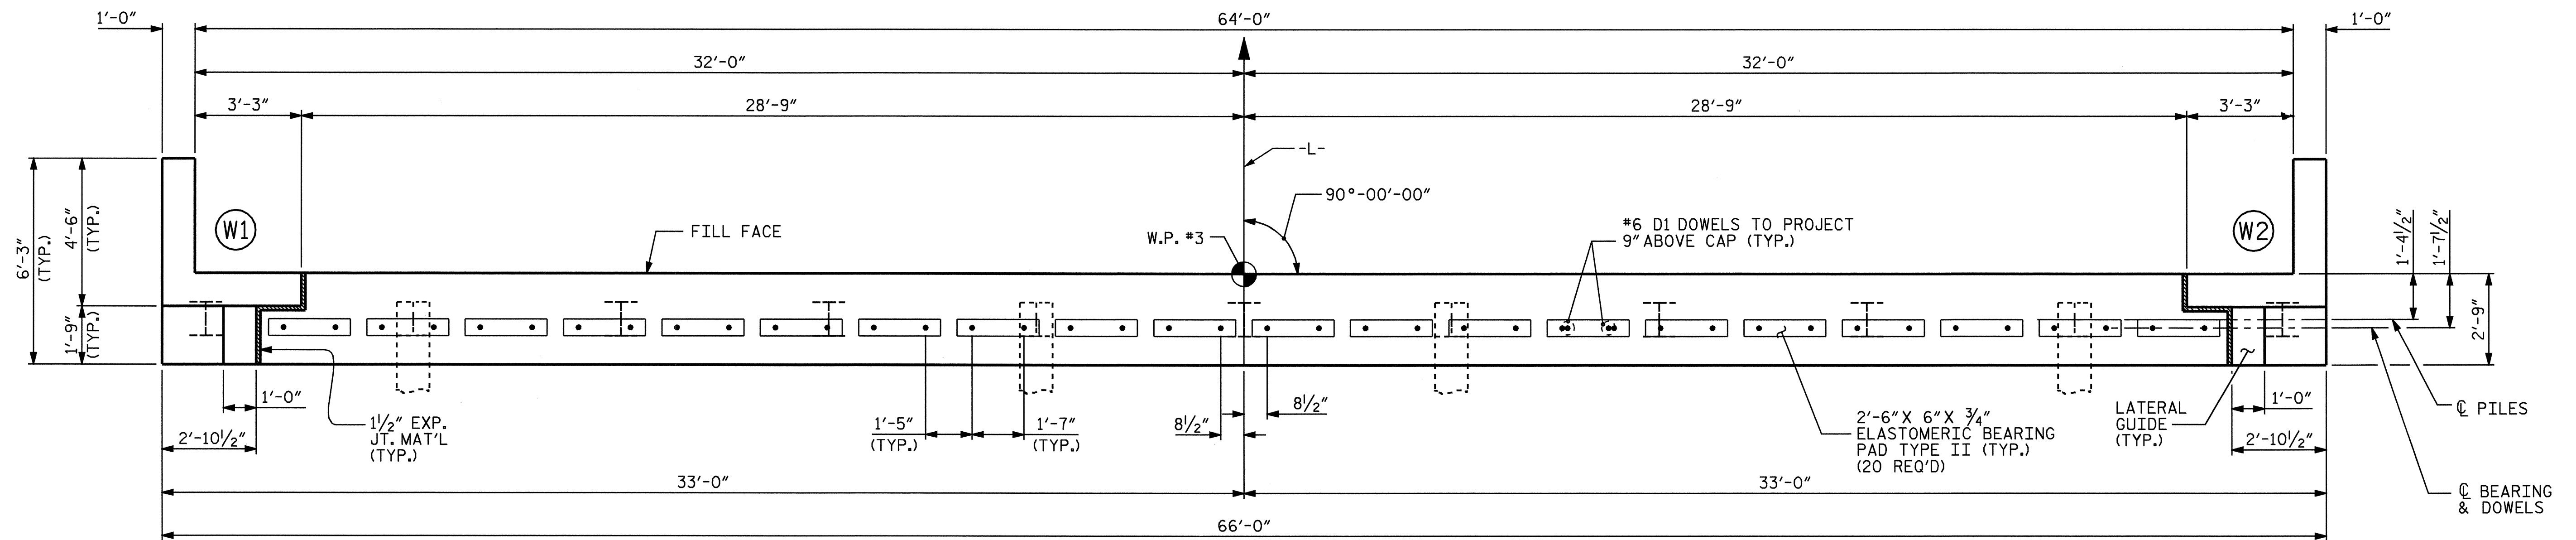 1'-0"
64'-0"
1'-0"
32'-0"
32'-0"
3'-3"
28'-9"
28'-9"
3'-3"
-L-
90°-00'-00"
W1
FILL FACE
W.P. #3
#6 D1 DOWELS TO PROJECT
9" ABOVE CAP (TYP.)
W2
6'-3"
(TYP.)
4'-6"
(TYP.)
1'-9"
(TYP.)
1'-4½"
1'-7½"
2'-9"
1'-0"
2'-10½"
1½" EXP.
JT. MAT'L
(TYP.)
1'-5"
(TYP.)
1'-7"
(TYP.)
8½"
8½"
2'-6" X 6" X ¾"
ELASTOMERIC BEARING
PAD TYPE II (TYP.)
(20 REQ'D)
LATERAL
GUIDE
(TYP.)
1'-0"
2'-10½"
℄ PILES
33'-0"
33'-0"
℄ BEARING
& DOWELS
66'-0"